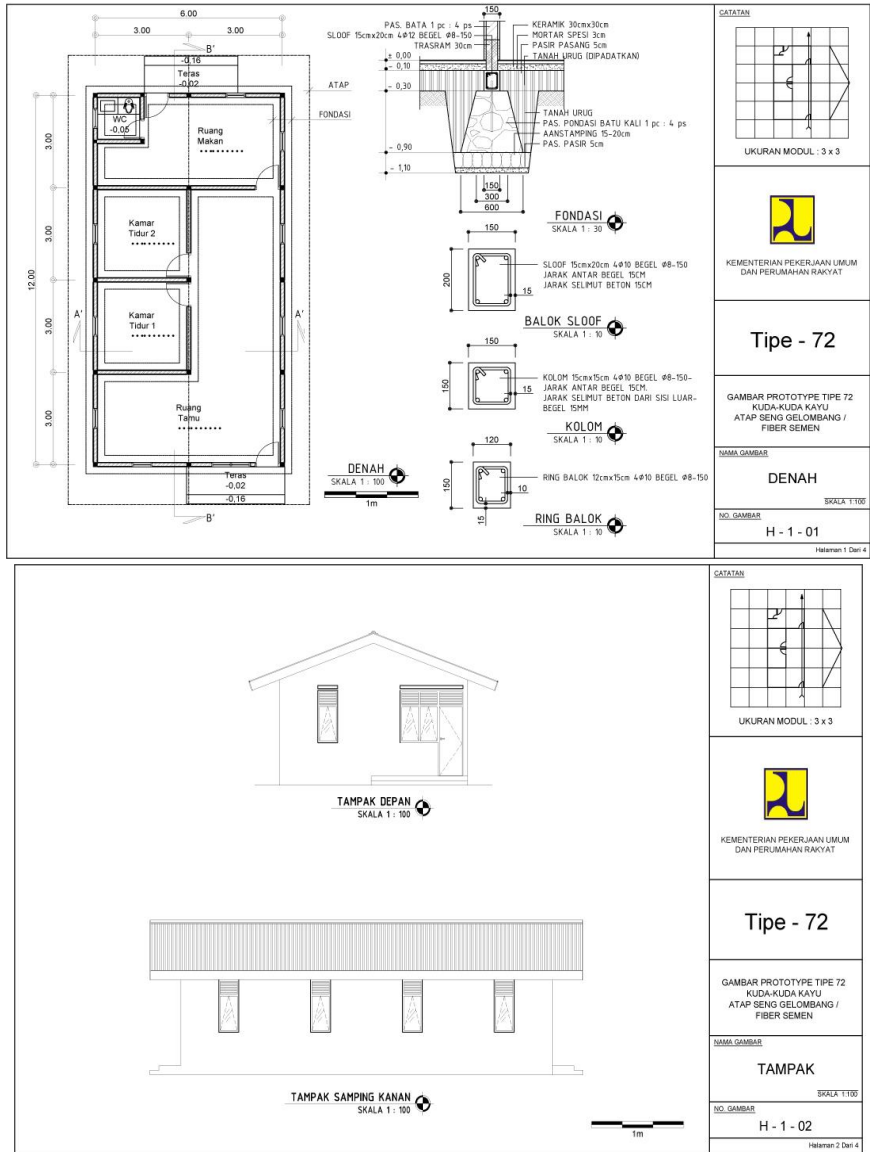 6.00
3.00
3.00
B'
-0,16
Teras
-0,02
ATAP
FONDASI
WC
-0,05
Ruang
Makan
3.00
3.00
12.00
3.00
3.00
Kamar
Tidur 2
Kamar
Tidur 1
A'
A'
Ruang
Tamu
Teras
-0,02
-0,16
B'
DENAH
SKALA 1 : 100
1m
150
PAS. BATA 1 pc : 4 ps
SLOOF 15cmx20cm 4Φ12 BEGEL Φ8-150
TRASRAM 30cm
± 0,00
- 0,10
- 0,30
- 0,90
- 1,10
KERAMIK 30cmx30cm
MORTAR SPESI 3cm
PASIR PASANG 5cm
TANAH URUG (DIPADATKAN)
TANAH URUG
PAS. PONDASI BATU KALI 1 pc : 4 ps
AANSTAMPING 15-20cm
PAS. PASIR 5cm
150
300
600
FONDASI
SKALA 1 : 30
150
200
SLOOF 15cmx20cm 4Φ10 BEGEL Φ8-150
JARAK ANTAR BEGEL 15CM
JARAK SELIMUT BETON 15CM
15
BALOK SLOOF
SKALA 1 : 10
150
150
KOLOM 15cmx15cm 4Φ10 BEGEL Φ8-150-
JARAK ANTAR BEGEL 15CM.
JARAK SELIMUT BETON DARI SISI LUAR-
BEGEL 15MM
15
KOLOM
SKALA 1 : 10
120
150
RING BALOK 12cmx15cm 4Φ10 BEGEL Φ8-150
10
15
RING BALOK
SKALA 1 : 10
CATATAN
UKURAN MODUL : 3 x 3
KEMENTERIAN PEKERJAAN UMUM
DAN PERUMAHAN RAKYAT
Tipe - 72
GAMBAR PROTOTYPE TIPE 72
KUDA-KUDA KAYU
ATAP SENG GELOMBANG /
FIBER SEMEN
NAMA GAMBAR
DENAH
SKALA 1:100
NO. GAMBAR
H - 1 - 01
Halaman 1 Dari 4
TAMPAK DEPAN
SKALA 1 : 100
TAMPAK SAMPING KANAN
SKALA 1 : 100
1m
CATATAN
UKURAN MODUL : 3 x 3
KEMENTERIAN PEKERJAAN UMUM
DAN PERUMAHAN RAKYAT
Tipe - 72
GAMBAR PROTOTYPE TIPE 72
KUDA-KUDA KAYU
ATAP SENG GELOMBANG /
FIBER SEMEN
NAMA GAMBAR
TAMPAK
SKALA 1:100
NO. GAMBAR
H - 1 - 02
Halaman 2 Dari 4